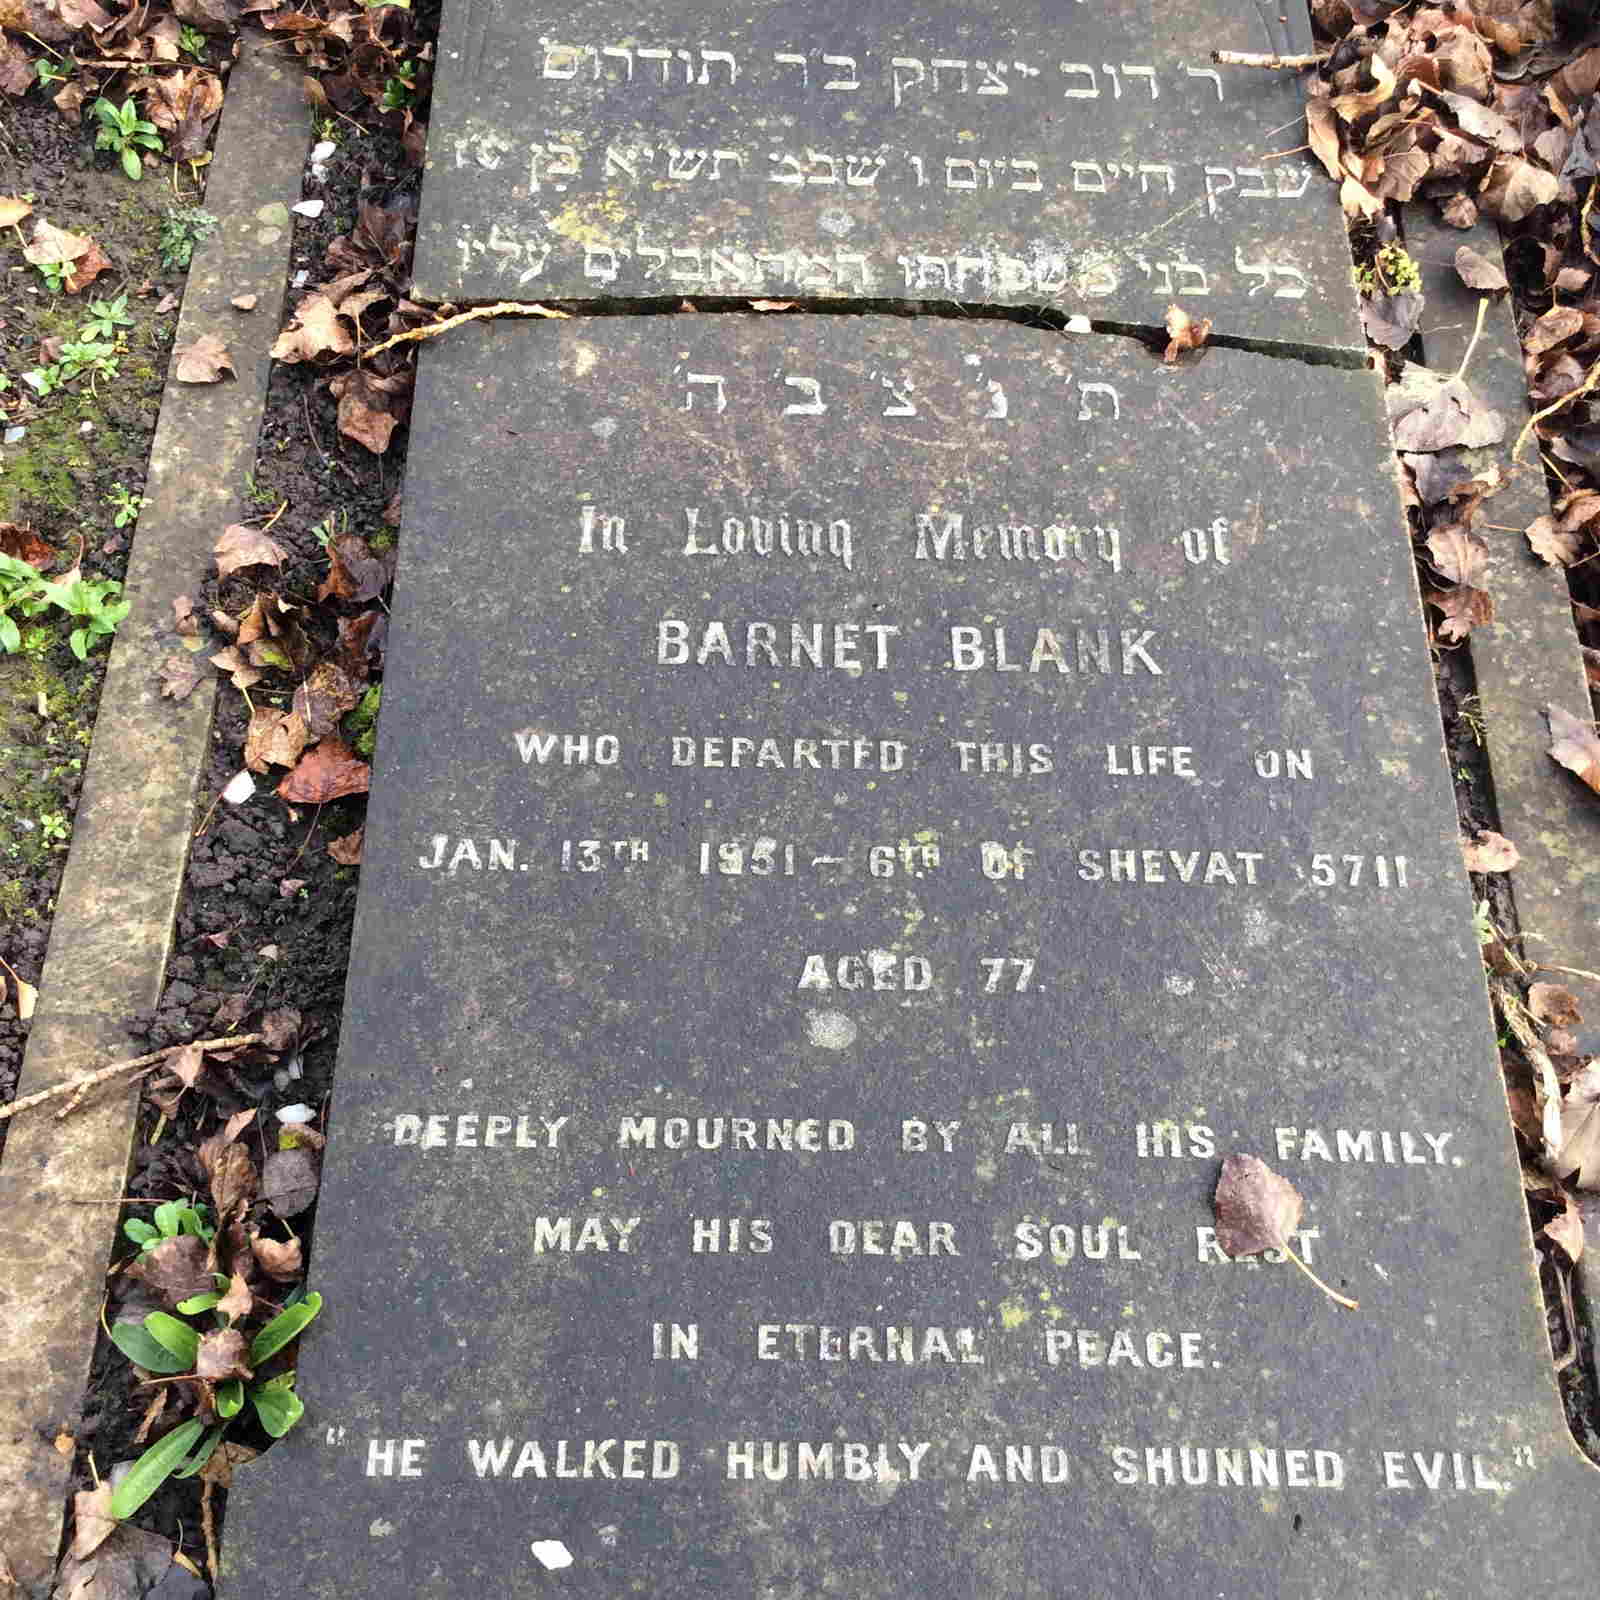 ר' דוב יצחק ב'ר תודרוס
שבק חיים ביום ו' שבט תשי"א בן ע"ז
כל בני משפחתו המתאבלים עליו
ת' נ' צ' ב' ה'
In Loving Memory of
BARNET BLANK
WHO DEPARTED THIS LIFE ON
JAN. 13TH 1951 – 6TH OF SHEVAT 5711
AGED 77.
DEEPLY MOURNED BY ALL HIS FAMILY.
MAY HIS DEAR SOUL REST
IN ETERNAL PEACE.
"HE WALKED HUMBLY AND SHUNNED EVIL."